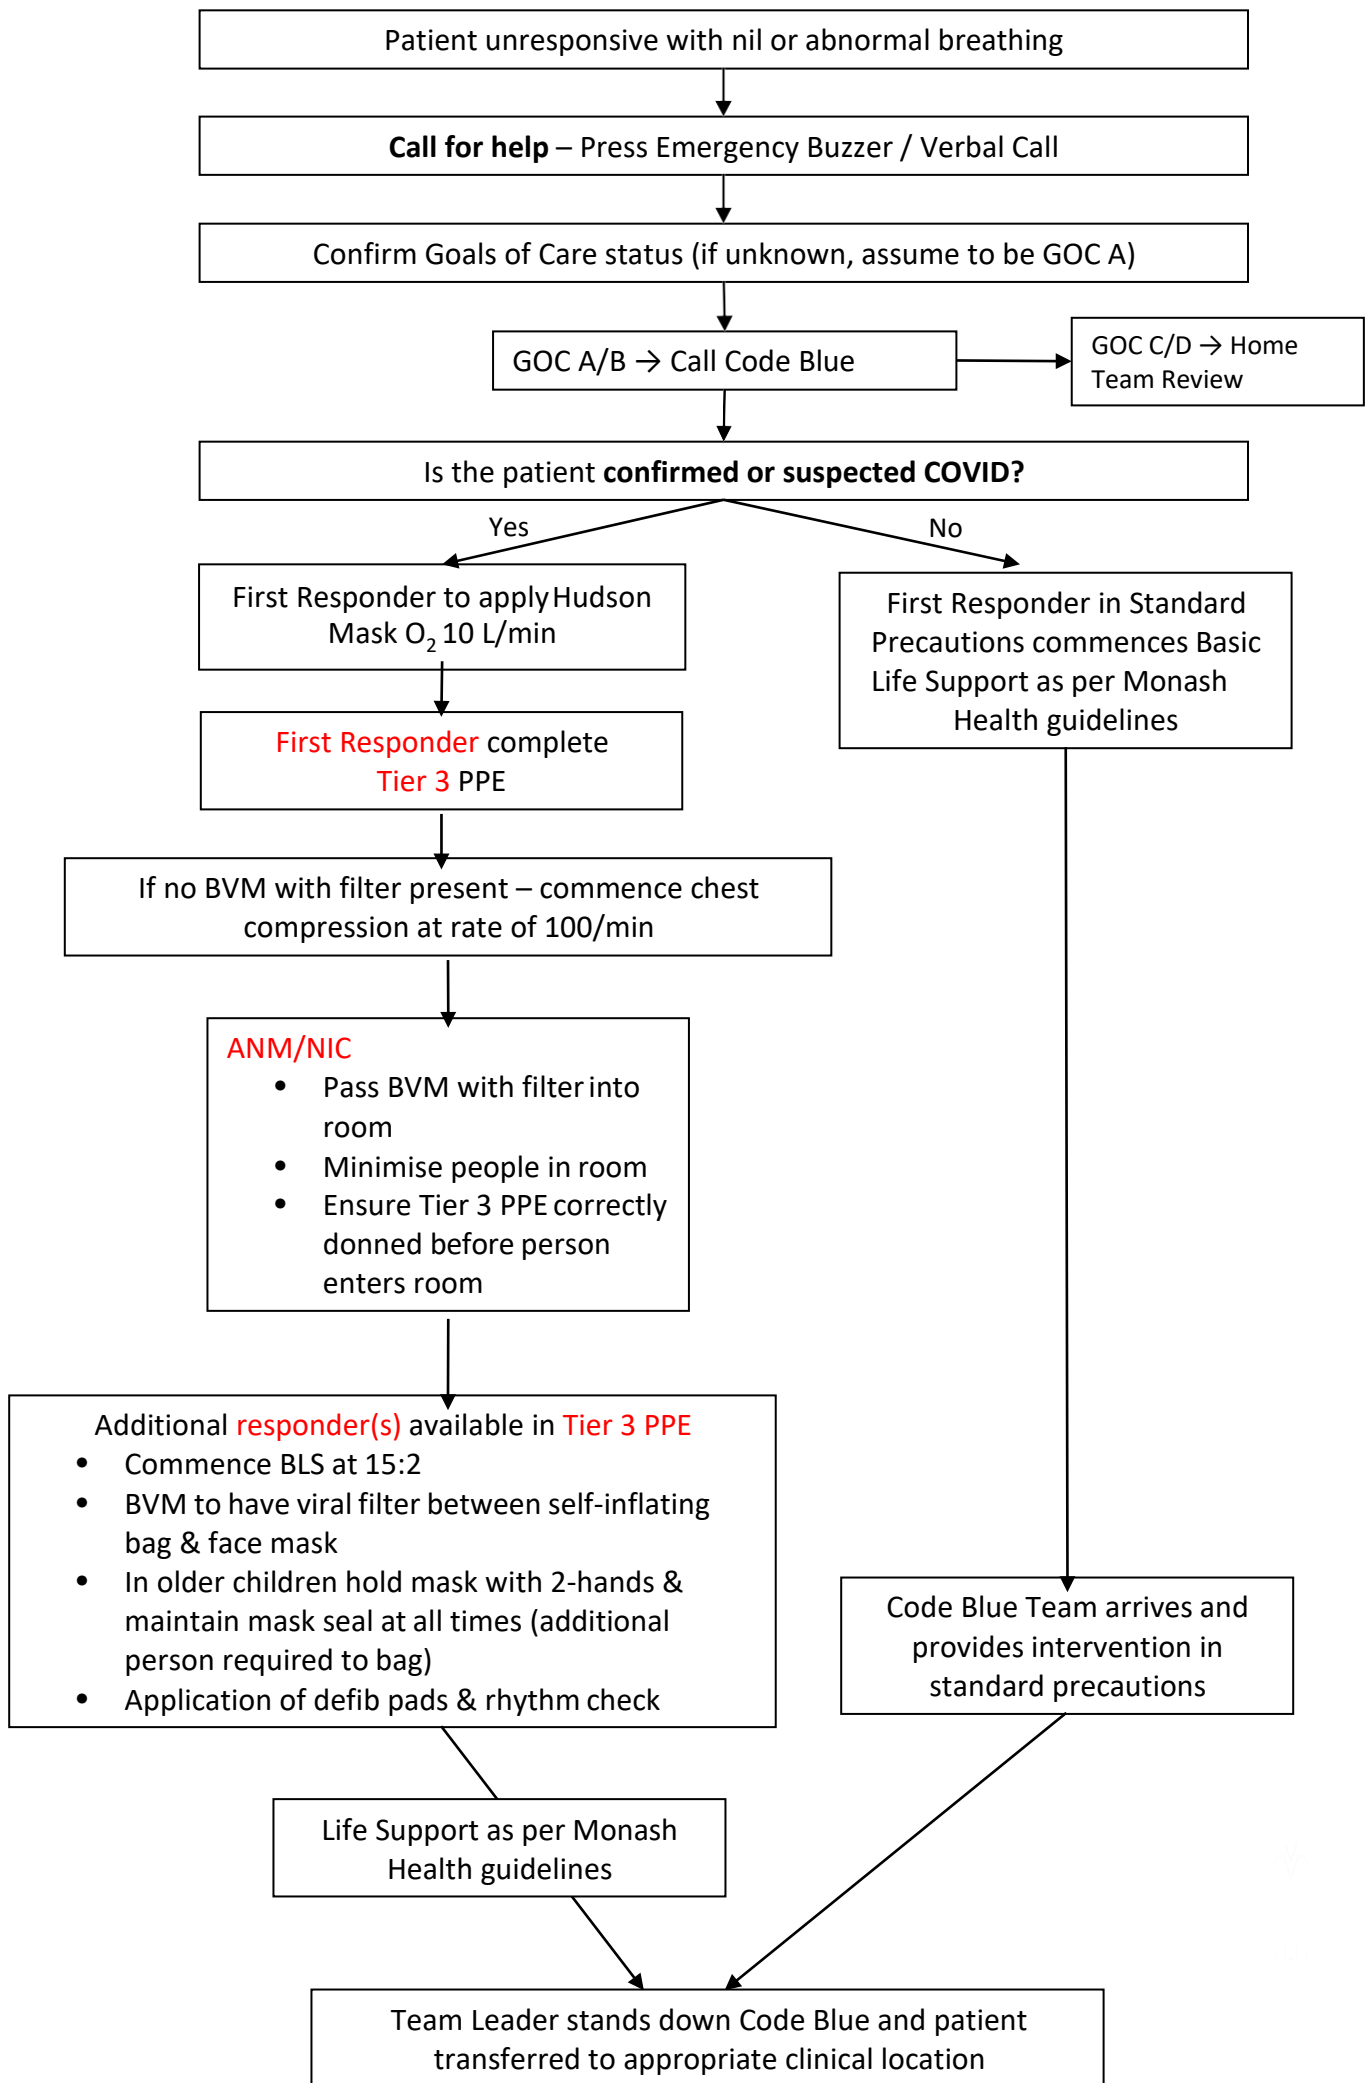 Patient unresponsive with nil or abnormal breathing
Call for help – Press Emergency Buzzer / Verbal Call
Confirm Goals of Care status (if unknown, assume to be GOC A)
GOC A/B → Call Code Blue
GOC C/D → Home
Team Review
Is the patient confirmed or suspected COVID?
Yes
No
First Responder to apply Hudson
Mask O₂ 10 L/min
First Responder in Standard
Precautions commences Basic
Life Support as per Monash
Health guidelines
First Responder complete
Tier 3 PPE
If no BVM with filter present – commence chest
compression at rate of 100/min
ANM/NIC
• Pass BVM with filter into
room
• Minimise people in room
• Ensure Tier 3 PPE correctly
donned before person
enters room
Additional responder(s) available in Tier 3 PPE
• Commence BLS at 15:2
• BVM to have viral filter between self-inflating
bag & face mask
• In older children hold mask with 2-hands &
maintain mask seal at all times (additional
person required to bag)
• Application of defib pads & rhythm check
Code Blue Team arrives and
provides intervention in
standard precautions
Life Support as per Monash
Health guidelines
Team Leader stands down Code Blue and patient
transferred to appropriate clinical location